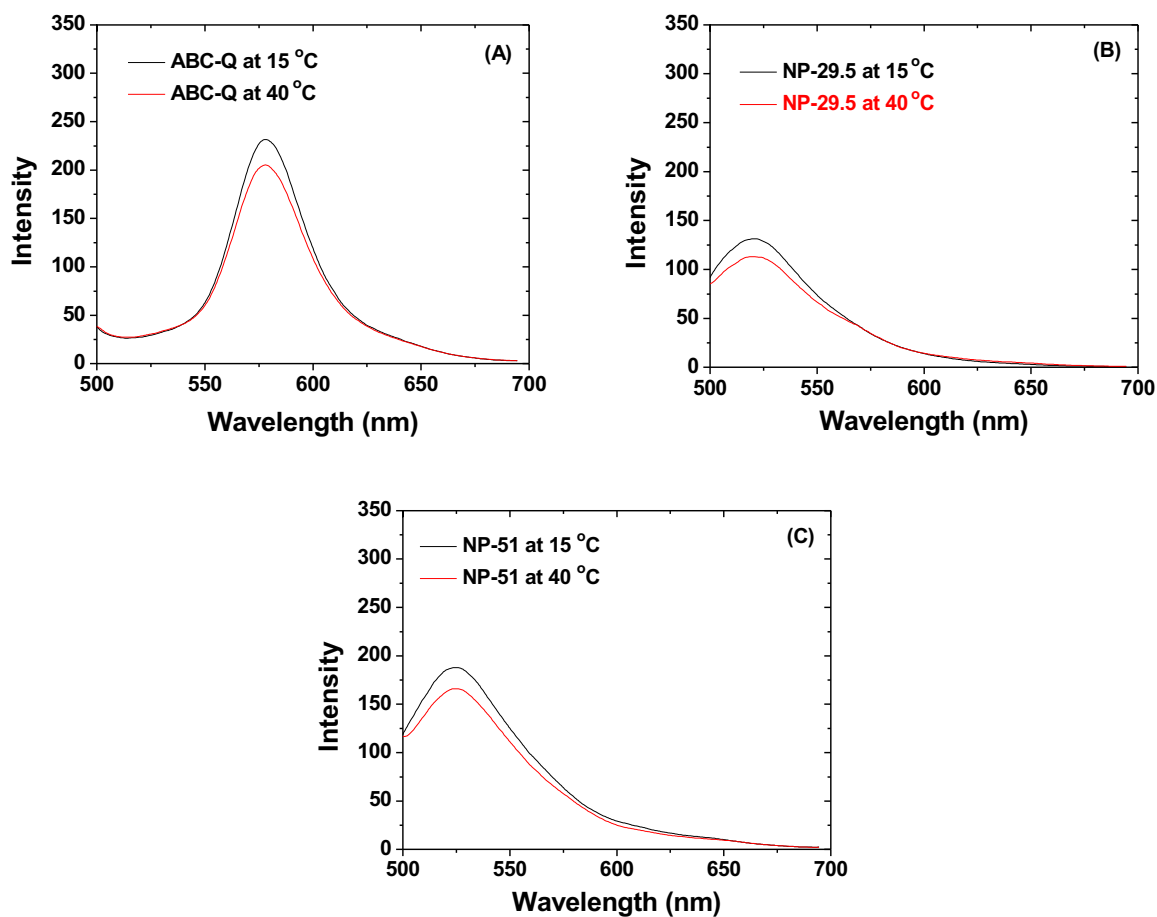 (A)
ABC-Q at 15 °C
ABC-Q at 40 °C
350
300
250
200
150
100
50
0
Intensity
500 550 600 650 700
Wavelength (nm)
(B)
NP-29.5 at 15 °C
NP-29.5 at 40 °C
350
300
250
200
150
100
50
0
Intensity
500 550 600 650 700
Wavelength (nm)
(C)
NP-51 at 15 °C
NP-51 at 40 °C
350
300
250
200
150
100
50
0
Intensity
500 550 600 650 700
Wavelength (nm)